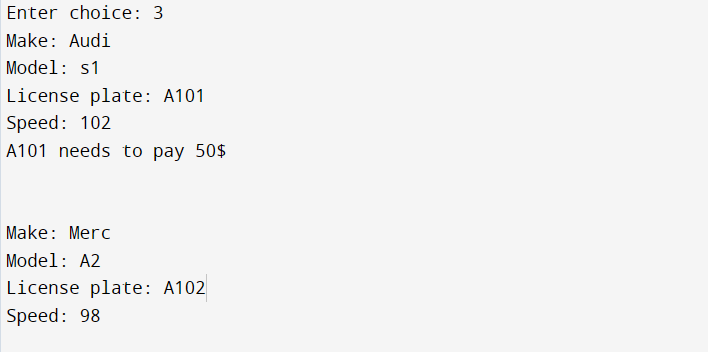 Enter choice: 3
Make: Audi
Model: s1
License plate: A101
Speed: 102
A101 needs to pay 50$
Make: Merc
Model: A2
License plate: A102
Speed: 98